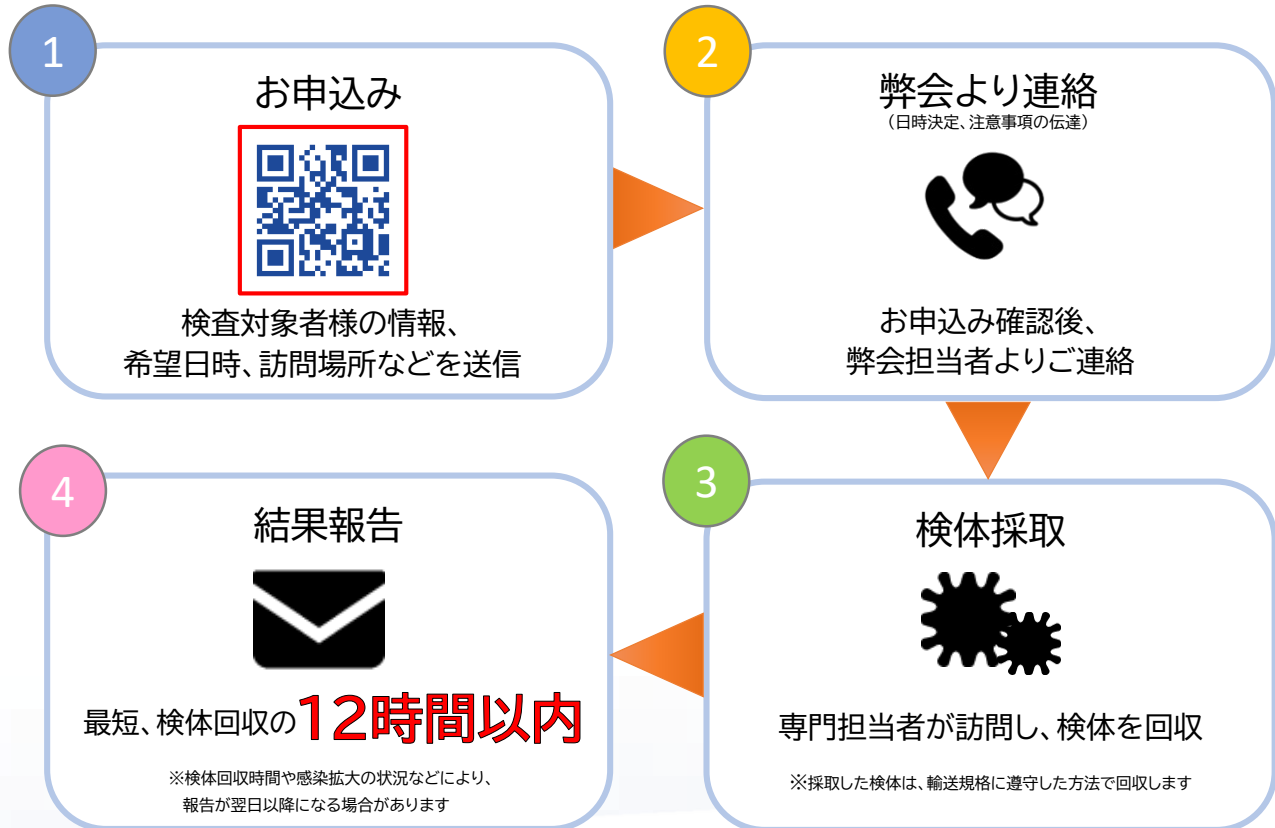 1
お申込み
検査対象者様の情報、
希望日時、訪問場所などを送信
2
弊会より連絡
(日時決定、注意事項の伝達)
お申込み確認後、
弊会担当者よりご連絡
3
検体採取
専門担当者が訪問し、検体を回収
※採取した検体は、輸送規格に遵守した方法で回収します
4
結果報告
最短、検体回収の12時間以内
※検体回収時間や感染拡大の状況などにより、
報告が翌日以降になる場合があります